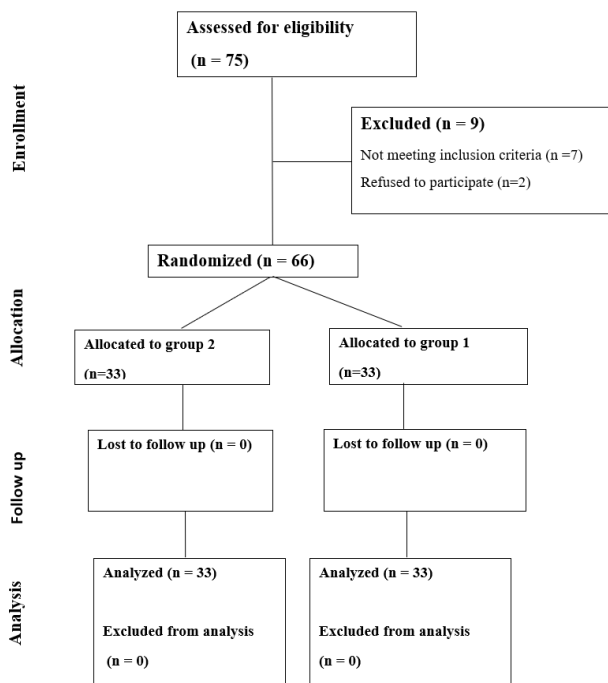 Assessed for eligibility
(n = 75)
Enrollment
Excluded (n = 9)
Not meeting inclusion criteria (n =7)
Refused to participate (n=2)
Randomized (n = 66)
Allocation
Allocated to group 2
(n=33)
Allocated to group 1
(n=33)
Follow up
Lost to follow up (n = 0)
Lost to follow up (n = 0)
Analysis
Analyzed (n = 33)
Excluded from analysis
(n = 0)
Analyzed (n = 33)
Excluded from analysis
(n = 0)